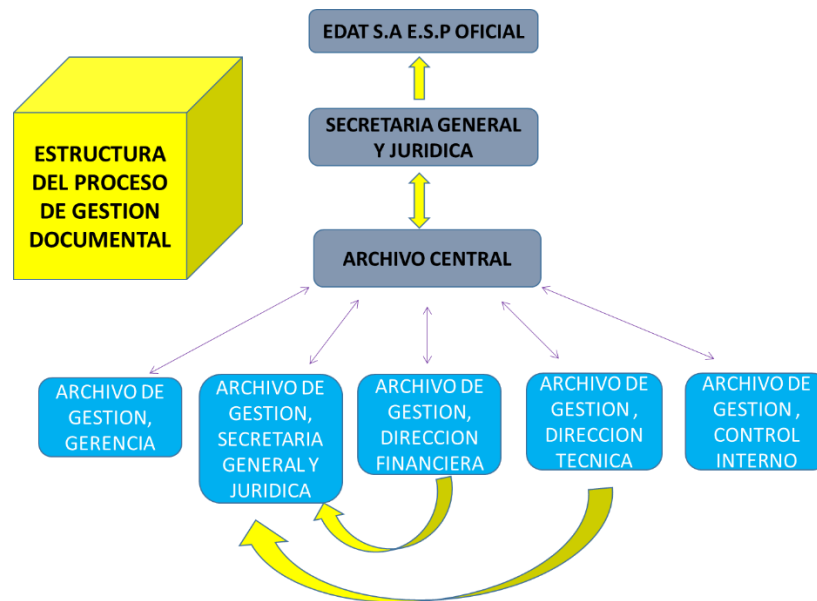 EDAT S.A E.S.P OFICIAL
ESTRUCTURA
DEL PROCESO
DE GESTION
DOCUMENTAL
SECRETARIA GENERAL
Y JURIDICA
ARCHIVO CENTRAL
ARCHIVO DE
GESTION,
GERENCIA
ARCHIVO DE
GESTION,
SECRETARIA
GENERAL Y
JURIDICA
ARCHIVO DE
GESTION,
DIRECCION
FINANCIERA
ARCHIVO DE
GESTION ,
DIRECCION
TECNICA
ARCHIVO DE
GESTION ,
CONTROL
INTERNO